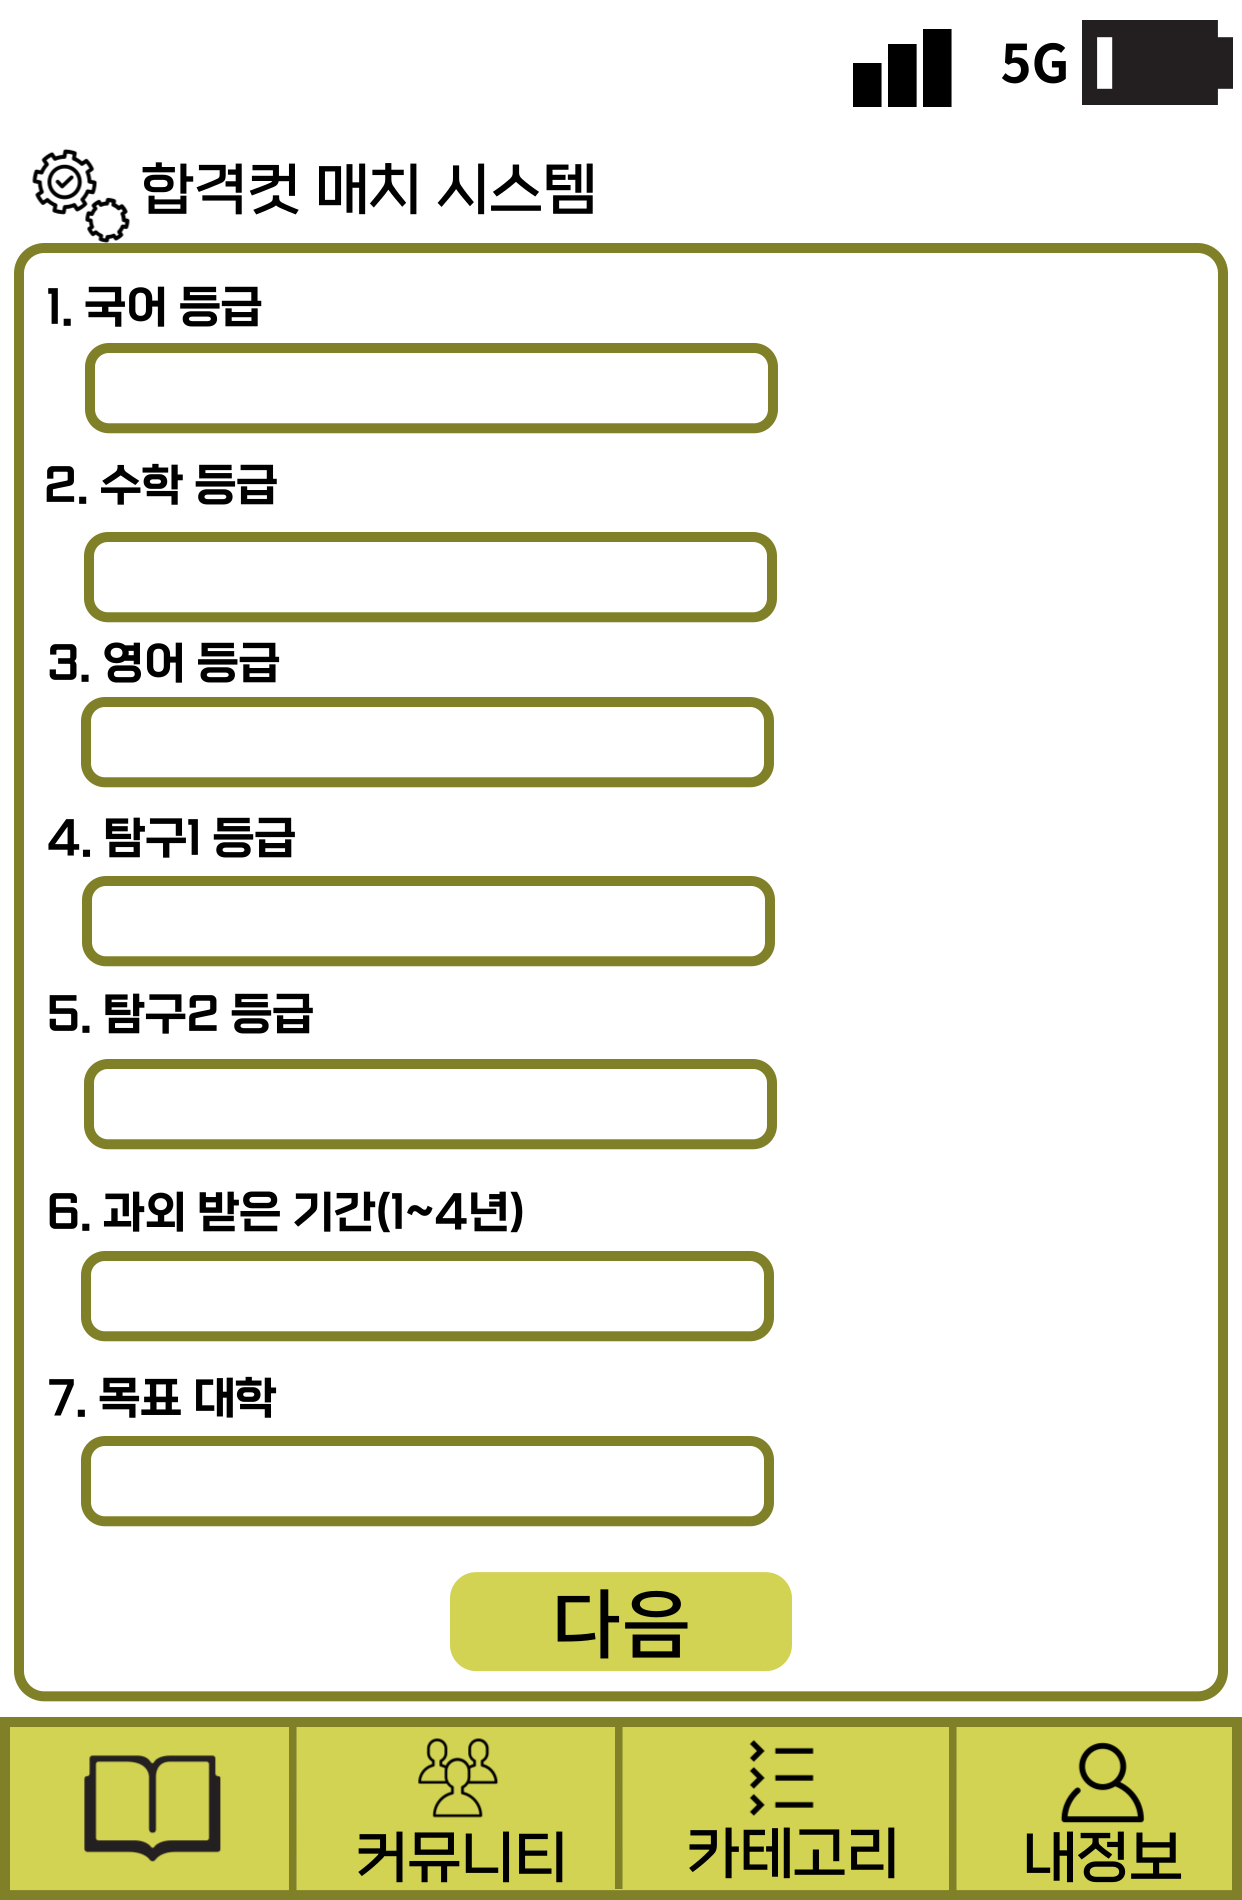 5G
합격컷 매치 시스템
1. 국어 등급
2. 수학 등급
3. 영어 등급
4. 탐구1 등급
5. 탐구2 등급
6. 과외 받은 기간(1~4년)
7. 목표 대학
다음
커뮤니티
카테고리
내정보